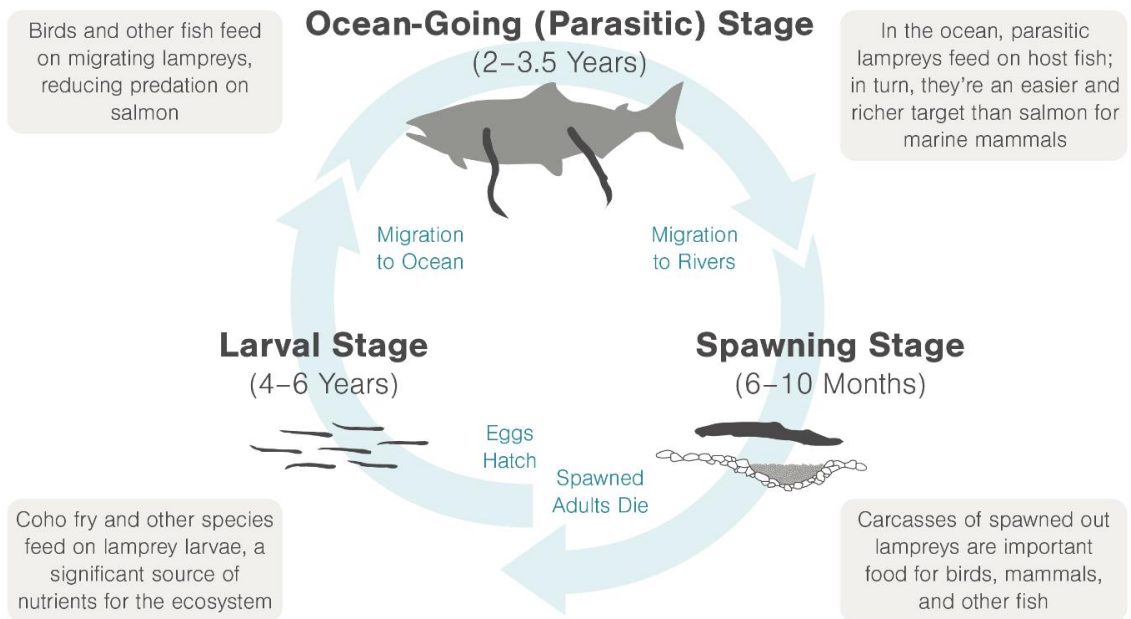 Ocean-Going (Parasitic) Stage
(2–3.5 Years)
Birds and other fish feed
on migrating lampreys,
reducing predation on
salmon
In the ocean, parasitic
lampreys feed on host fish;
in turn, they're an easier and
richer target than salmon for
marine mammals
Migration
to Ocean
Migration
to Rivers
Larval Stage
(4–6 Years)
Spawning Stage
(6–10 Months)
Eggs
Hatch
Spawned
Adults Die
Coho fry and other species
feed on lamprey larvae, a
significant source of
nutrients for the ecosystem
Carcasses of spawned out
lampreys are important
food for birds, mammals,
and other fish